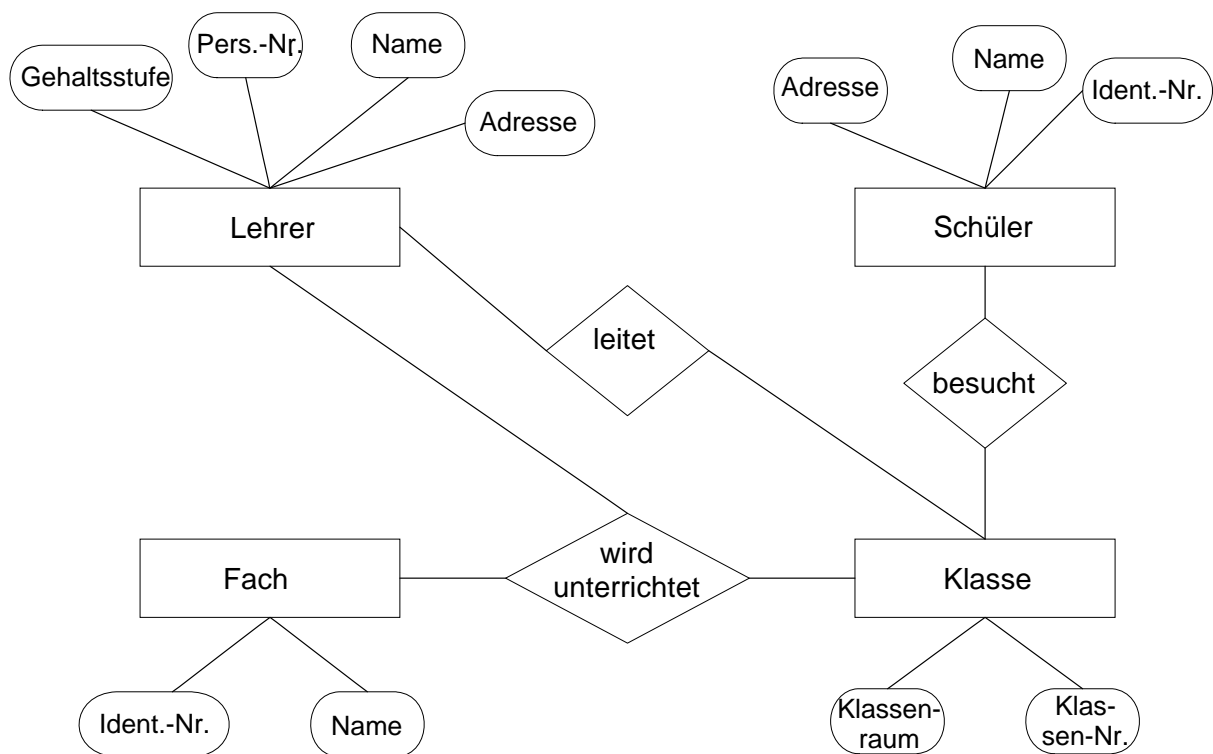 Pers.-Nr.
Name
Gehaltsstufe
Adresse
Name
Adresse
Ident.-Nr.
Lehrer
Schüler
leitet
besucht
Fach
wird
unterrichtet
Klasse
Ident.-Nr.
Name
Klassen-
raum
Klas-
sen-Nr.